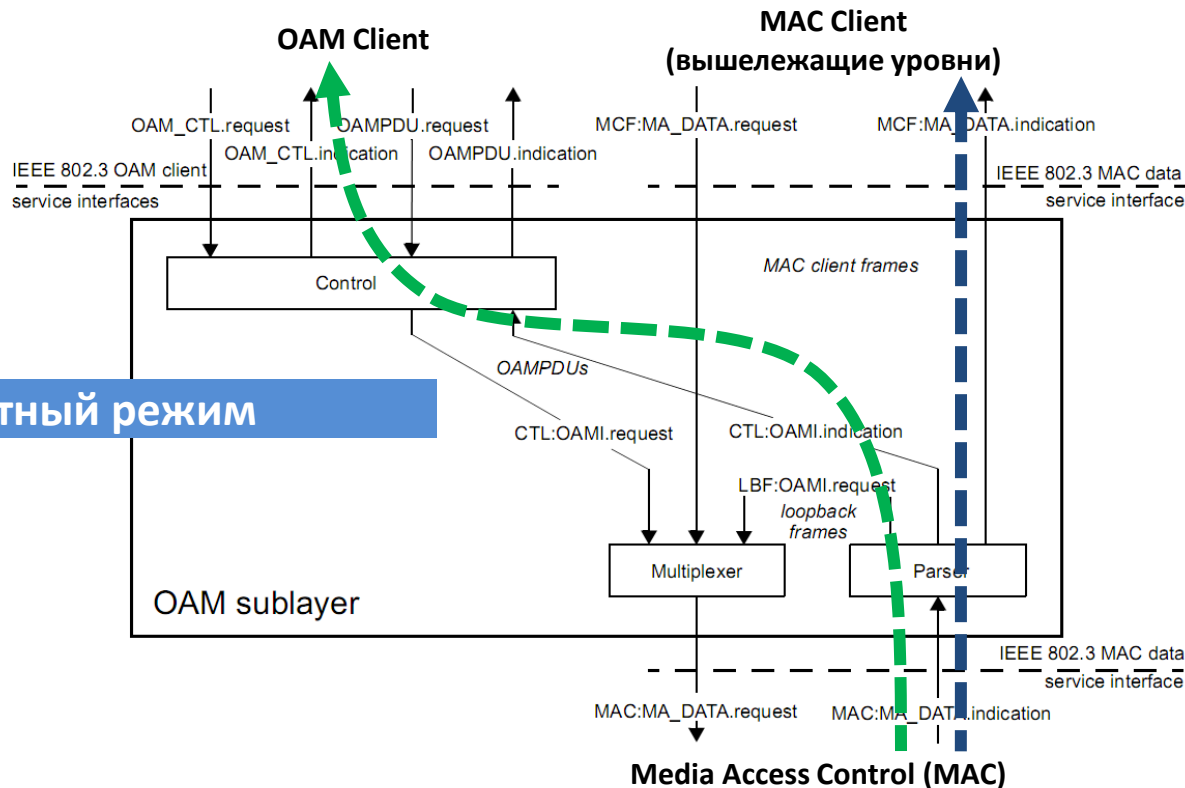 OAM Client
MAC Client
(вышележащие уровни)
OAM_CTL.request
OAMPDU.request
MCF:MA_DATA.request
MCF:MA_DATA.indication
OAM_CTL.indication
OAMPDU.indication
IEEE 802.3 OAM client
service interfaces
IEEE 802.3 MAC data
service interface
MAC client frames
Control
OAMPDUs
тный режим
CTL:OAMI.request
CTL:OAMI.indication
LBF:OAMI.request
loopback
frames
Multiplexer
Parser
OAM sublayer
IEEE 802.3 MAC data
service interface
MAC:MA_DATA.request
MAC:MA_DATA.indication
Media Access Control (MAC)